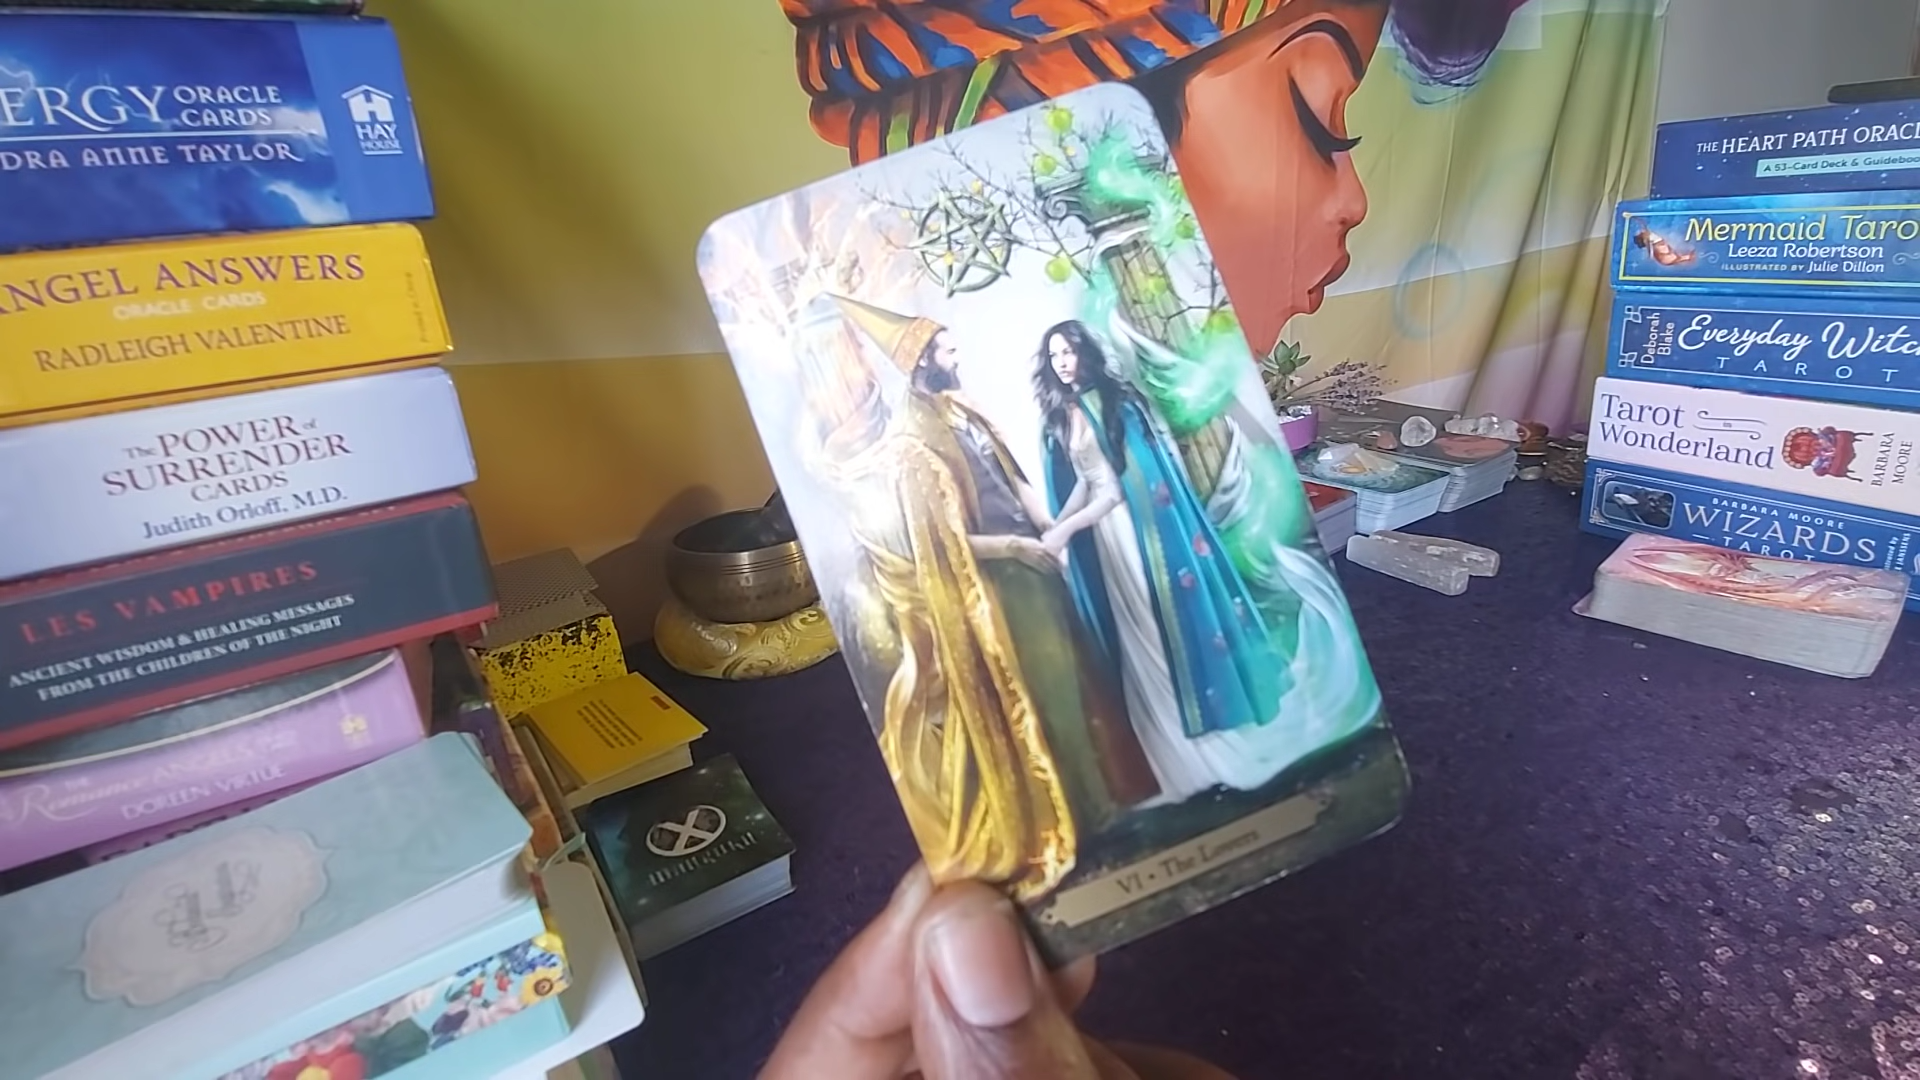 ERGY ORACLE
CARDS
DRA ANNE TAYLOR
HAY
HOUSE
ANGEL ANSWERS
ORACLE CARDS
RADLEIGH VALENTINE
The POWER of
SURRENDER
CARDS
Judith Orloff, M.D.
LES VAMPIRES
ANCIENT WISDOM & HEALING MESSAGES
FROM THE CHILDREN OF THE NIGHT
Romance ANGELS
DOREEN VIRTUE
VI • The Lovers
THE HEART PATH ORACL
A 53-Card Deck & Guideboo
Mermaid Taro
Leeza Robertson
ILLUSTRATED BY Julie Dillon
Deborah
Blake
Everyday Witc
TAROT
Tarot in
Wonderland
BARBARA
MOORE
BARBARA MOORE
WIZARDS
TAROT